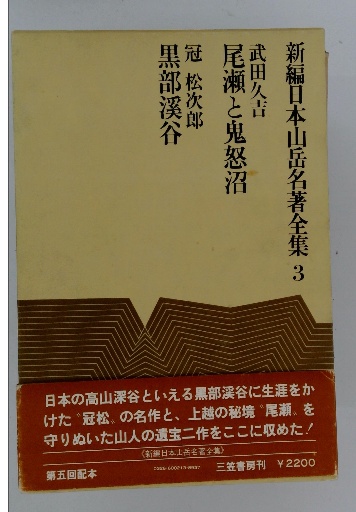 新編日本山岳名著全集 3
武田久吉
尾瀬と鬼怒沼
冠 松次郎
黒部溪谷
日本の高山深谷といえる黒部渓谷に生涯をか
けた〝冠松〟の名作と、上越の秘境〝尾瀬〟を
守りぬいた山人の遺宝二作をここに収めた!
《新編日本山岳名著全集》
第五回配本
三笠書房刊 ¥2200